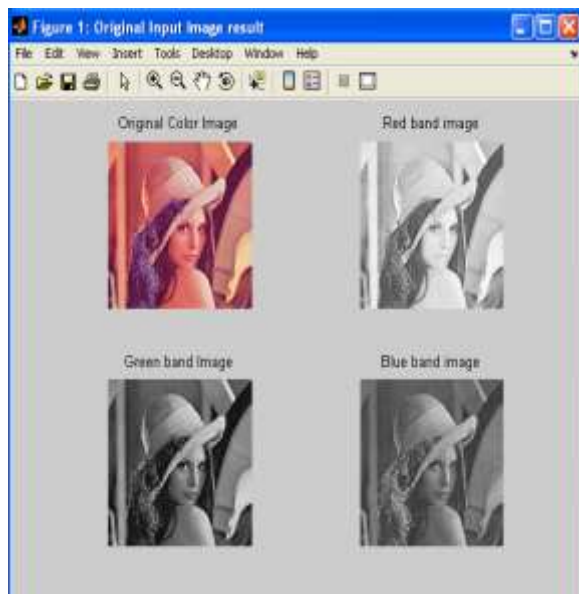 Figure 1: Original Input Image result
File Edit View Insert Tools Desktop Window Help
Original Color Image
Red band image
Green band Image
Blue band image